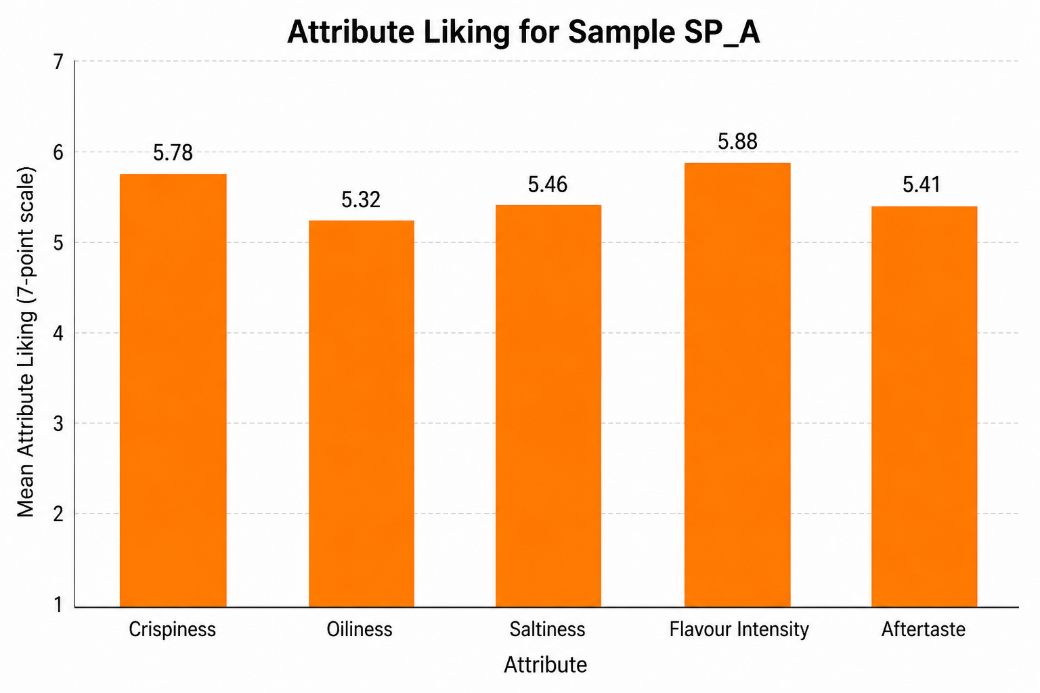 Attribute Liking for Sample SP_A
Mean Attribute Liking (7-point scale)
7
6
5
4
3
2
1
5.78
5.32
5.46
5.88
5.41
Crispiness
Oiliness
Saltiness
Flavour Intensity
Aftertaste
Attribute